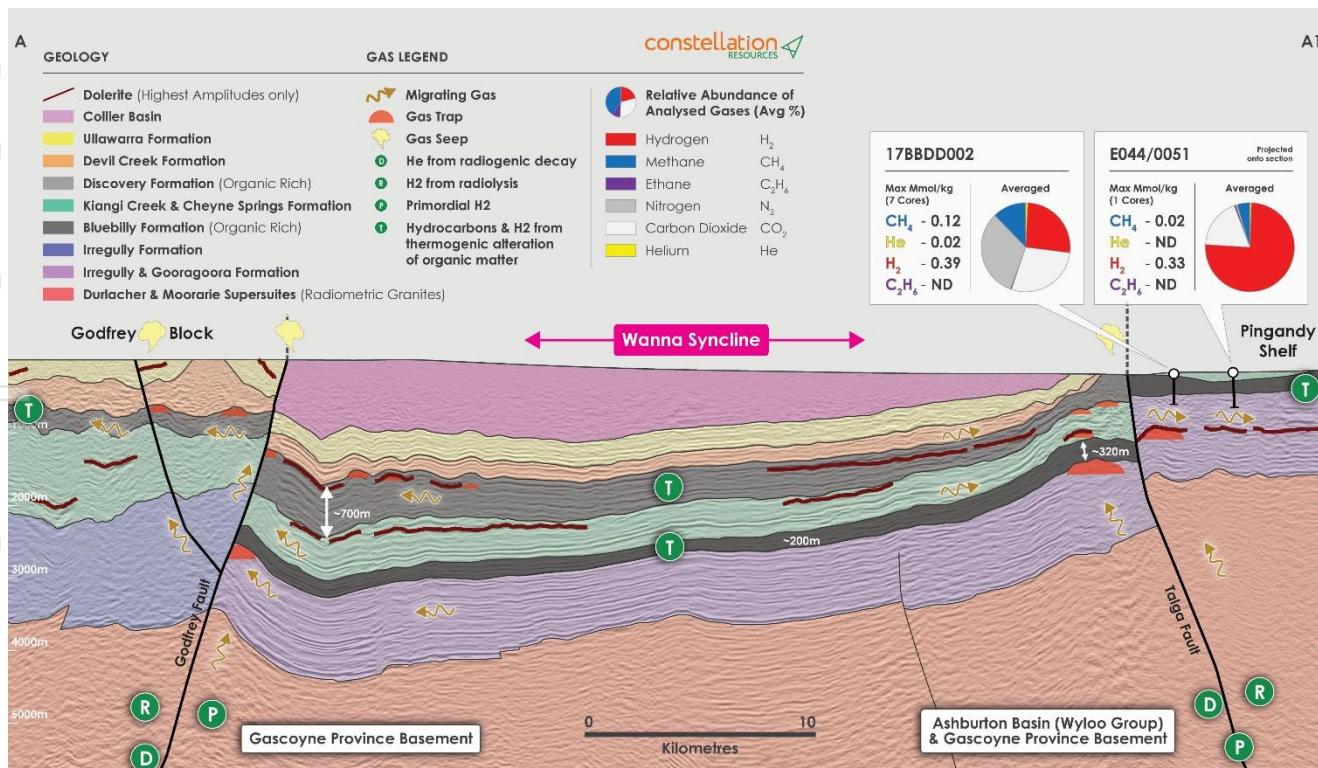 A
A1
constellation
RESOURCES
GEOLOGY
Dolerite (Highest Amplitudes only)
Collier Basin
Ullawarra Formation
Devil Creek Formation
Discovery Formation (Organic Rich)
Kiangi Creek & Cheyne Springs Formation
Bluebilly Formation (Organic Rich)
Irregully Formation
Irregully & Gooragoora Formation
Durlacher & Moorarie Supersuites (Radiometric Granites)
GAS LEGEND
Migrating Gas
Gas Trap
Gas Seep
D He from radiogenic decay
R H2 from radiolysis
P Primordial H2
T Hydrocarbons & H2 from
thermogenic alteration
of organic matter
Relative Abundance of
Analysed Gases (Avg %)
Hydrogen H₂
Methane CH₄
Ethane C₂H₆
Nitrogen N₂
Carbon Dioxide CO₂
Helium He
17BBDD002
Max Mmol/kg
(7 Cores)
Averaged
CH₄ - 0.12
He - 0.02
H₂ - 0.39
C₂H₆ - ND
E044/0051
Projected
onto section
Max Mmol/kg
(1 Cores)
Averaged
CH₄ - 0.02
He - ND
H₂ - 0.33
C₂H₆ - ND
Godfrey Block
Wanna Syncline
Pingandy
Shelf
T
T
~320m
2000m
~700m
T
T
~200m
3000m
Godfrey Fault
Talga Fault
4000m
5000m
R
P
D
D
R
P
Gascoyne Province Basement
0
10
Kilometres
Ashburton Basin (Wyloo Group)
& Gascoyne Province Basement